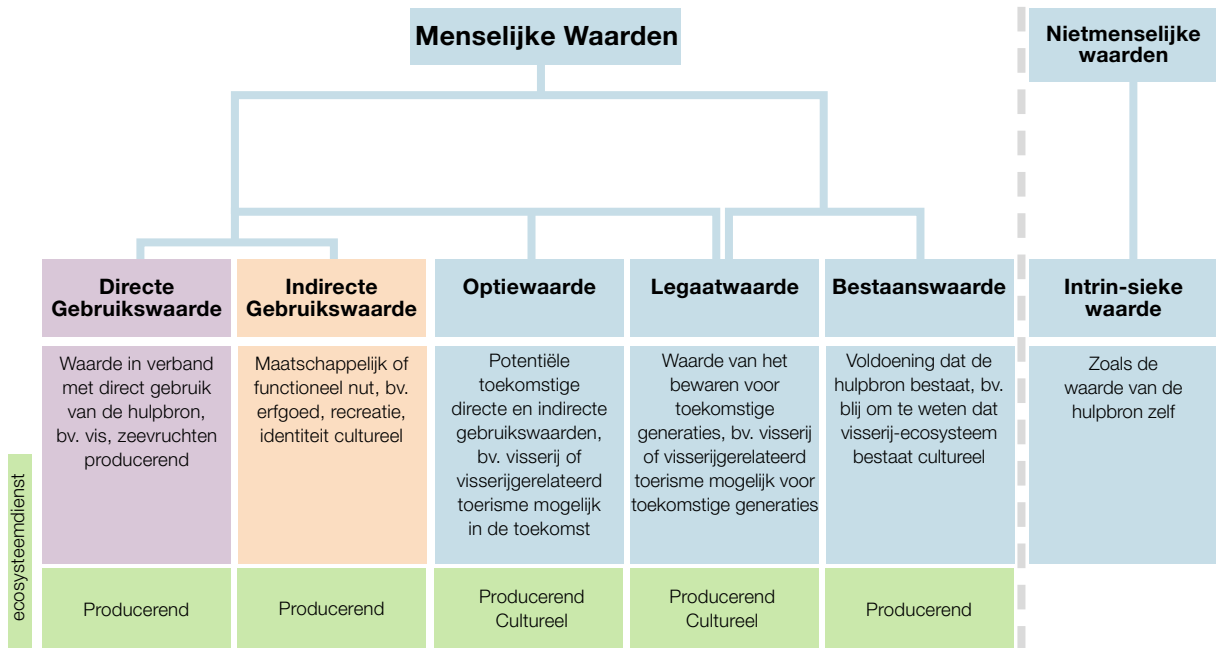 Menselijke Waarden
Nietmenselijke
waarden
Directe
Gebruikswaarde
Indirecte
Gebruikswaarde
Optiewaarde
Legaatwaarde
Bestaanswaarde
Intrin-sieke
waarde
Waarde in verband
met direct gebruik
van de hulpbron,
bv. vis, zeevruchten
producerend
Maatschappelijk of
functioneel nut, bv.
erfgoed, recreatie,
identiteit cultureel
Potentiële
toekomstige
directe en indirecte
gebruikswaarden,
bv. visserij of
visserijgerelateerd
toerisme mogelijk
in de toekomst
Waarde van het
bewaren voor
toekomstige
generaties, bv. visserij
of visserijgerelateerd
toerisme mogelijk voor
toekomstige generaties
Voldoening dat de
hulpbron bestaat, bv.
blij om te weten dat
visserij-ecosysteem
bestaat cultureel
Zoals de
waarde van de
hulpbron zelf
ecosysteemdienst
Producerend
Producerend
Producerend
Cultureel
Producerend
Cultureel
Producerend